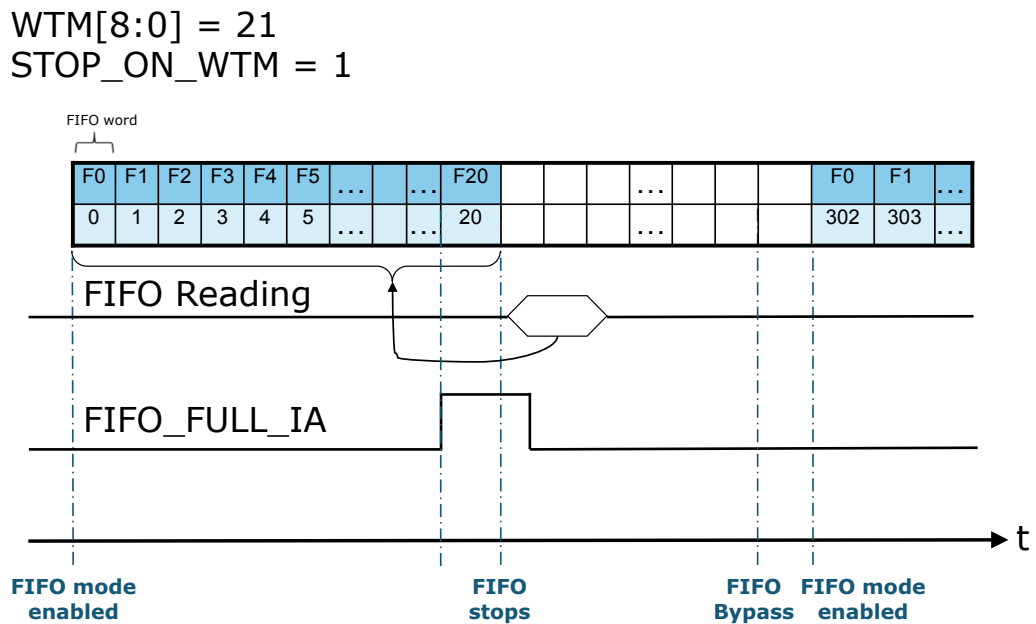 WTM[8:0] = 21
STOP_ON_WTM = 1
FIFO word
F0 F1 F2 F3 F4 F5 ... ... F20 ... F0 F1 ...
0 1 2 3 4 5 ... ... 20 ... 302 303 ...
FIFO Reading
FIFO_FULL_IA
t
FIFO mode enabled
FIFO stops
FIFO Bypass
FIFO mode enabled